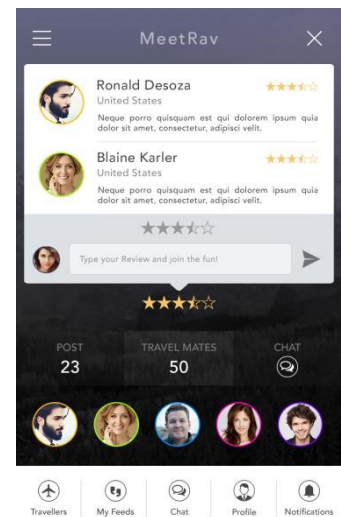 MeetRav
Ronald Desoza
United States
Neque porro quisquam est qui dolorem ipsum quia
dolor sit amet, consectetur, adipisci velit.
Blaine Karler
United States
Neque porro quisquam est qui dolorem ipsum quia
dolor sit amet, consectetur, adipisci velit.
Type your Review and join the fun!
POST
23
TRAVEL MATES
50
CHAT
Travellers
My Feeds
Chat
Profile
Notifications